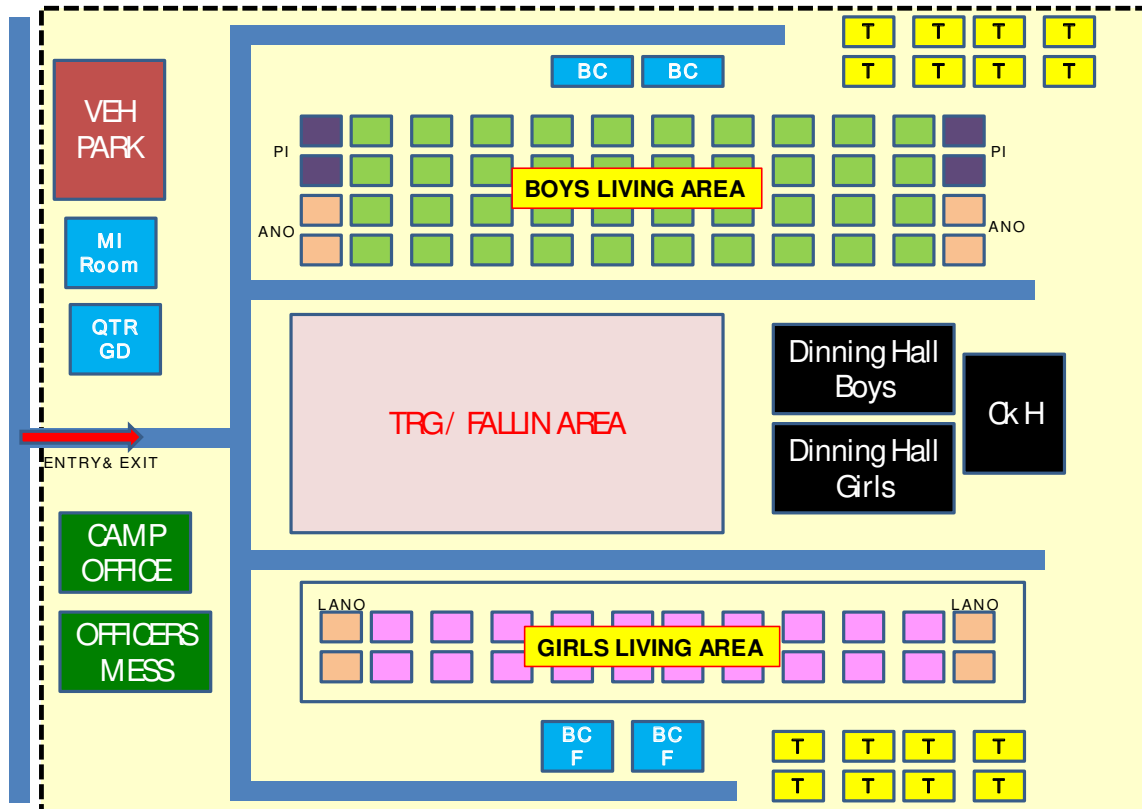 T T T T
BC BC
T T T T
VEH
PARK
PI
PI
BOYS LIVING AREA
ANO
ANO
MI
Room
QTR
GD
Dinning Hall
Boys
TRG/ FALLIN AREA
Ck H
Dinning Hall
Girls
ENTRY& EXIT
CAMP
OFFICE
LANO
LANO
OFFICERS
MESS
GIRLS LIVING AREA
BC
F
BC
F
T T T T
T T T T